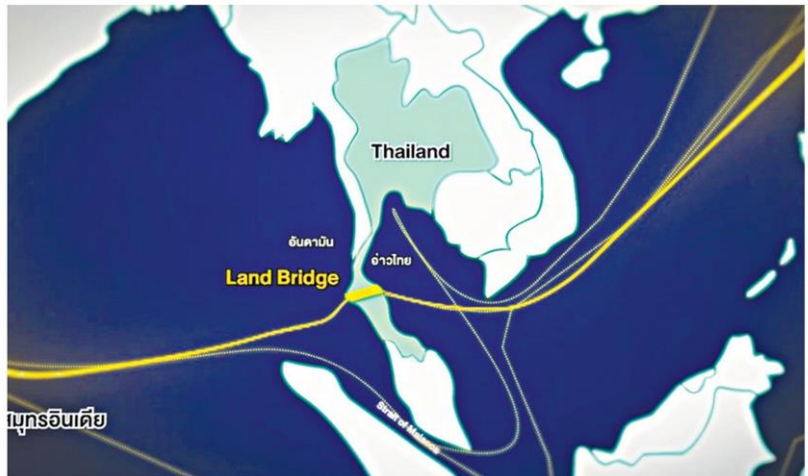 Thailand
อันดามัน
อ่าวไทย
Land Bridge
Strait of Malacca
สมุทรอินเดีย